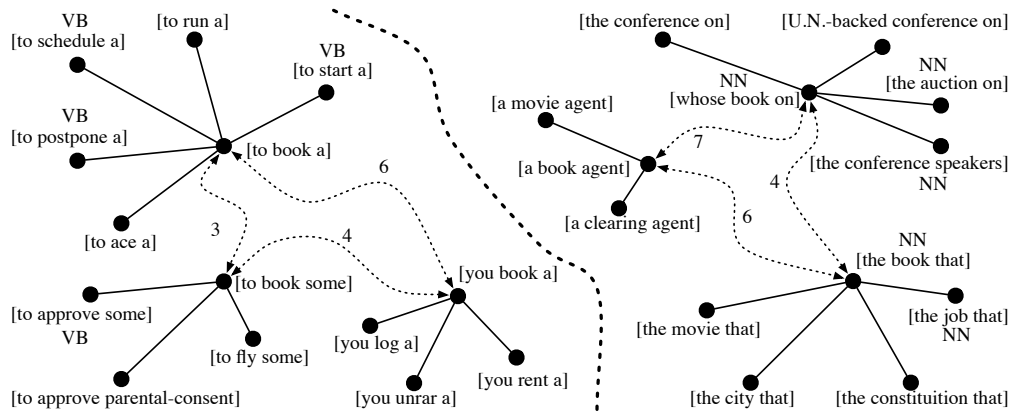 VB
[to schedule a]
[to run a]
VB
[to start a]
VB
[to postpone a]
[to book a]
[to ace a]
6
3
4
[to book some]
[you book a]
[to approve some]
VB
[to fly some]
[you log a]
[you rent a]
[to approve parental-consent]
[you unrar a]
[the conference on]
[U.N.-backed conference on]
NN
[whose book on]
NN
[the auction on]
[a movie agent]
7
[a book agent]
[the conference speakers]
NN
4
[a clearing agent]
6
NN
[the book that]
[the movie that]
[the job that]
NN
[the city that]
[the constituition that]